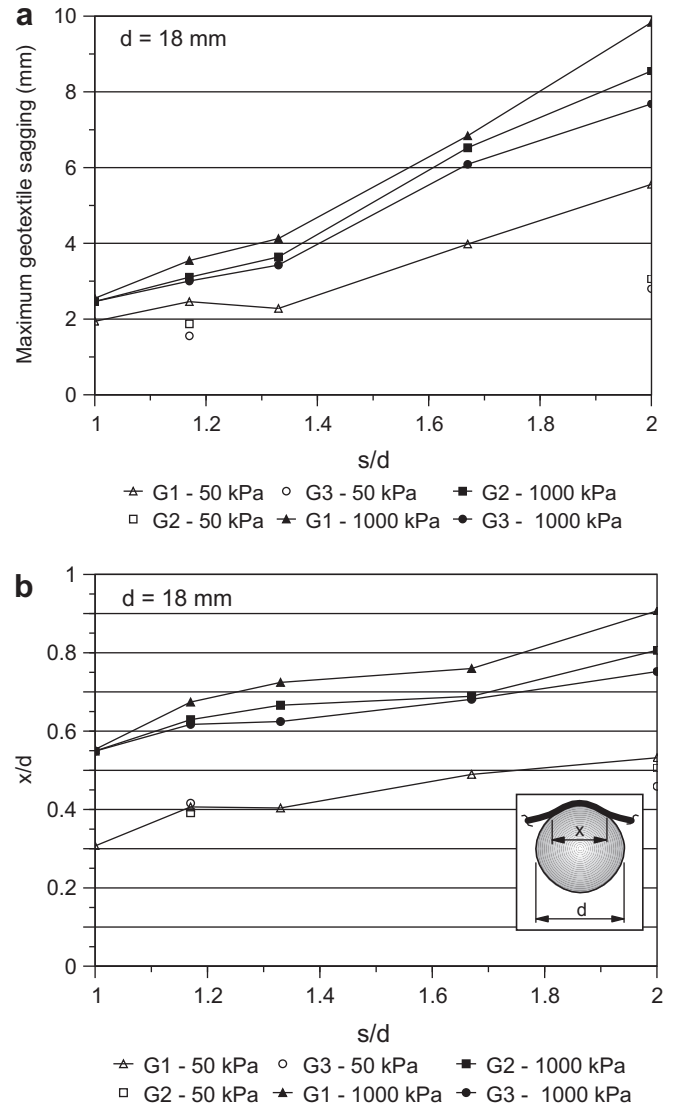 a
d = 18 mm
Maximum geotextile sagging (mm)
10
8
6
4
2
0
1 1.2 1.4 1.6 1.8 2
s/d
G1 - 50 kPa G3 - 50 kPa G2 - 1000 kPa
G2 - 50 kPa G1 - 1000 kPa G3 - 1000 kPa
b
d = 18 mm
x/d
1
0.8
0.6
0.4
0.2
0
x
d
1 1.2 1.4 1.6 1.8 2
s/d
G1 - 50 kPa G3 - 50 kPa G2 - 1000 kPa
G2 - 50 kPa G1 - 1000 kPa G3 - 1000 kPa